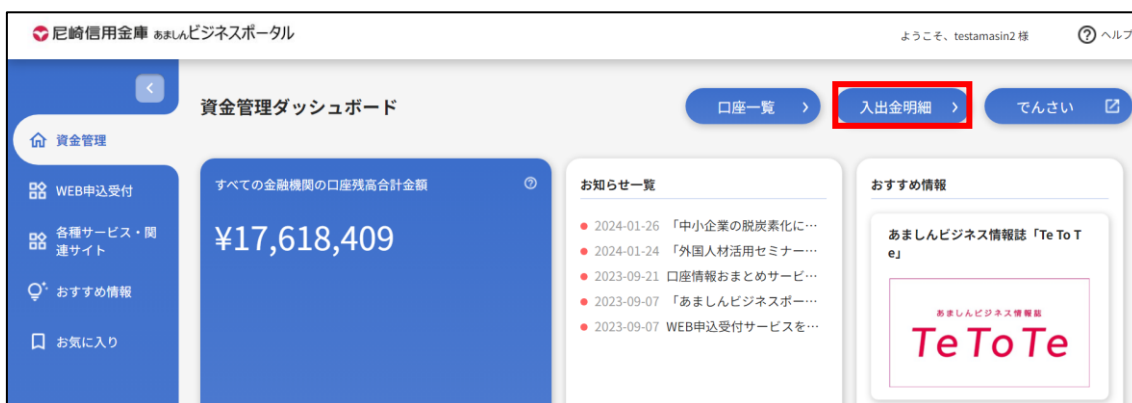 尼崎信用金庫 あましんビジネスポータル
ようこそ、testamasin2 様
ヘルプ
資金管理ダッシュボード
口座一覧
入出金明細
でんさい
資金管理
WEB申込受付
各種サービス・関
連サイト
おすすめ情報
お気に入り
すべての金融機関の口座残高合計金額
¥17,618,409
お知らせ一覧
2024-01-26 「中小企業の脱炭素化に…
2024-01-24 「外国人材活用セミナー…
2023-09-21 口座情報おまとめサービ…
2023-09-07 「あましんビジネスポー…
2023-09-07 WEB申込受付サービスを…
おすすめ情報
あましんビジネス情報誌「Te To T
e」
あましんビジネス情報誌
Te To Te